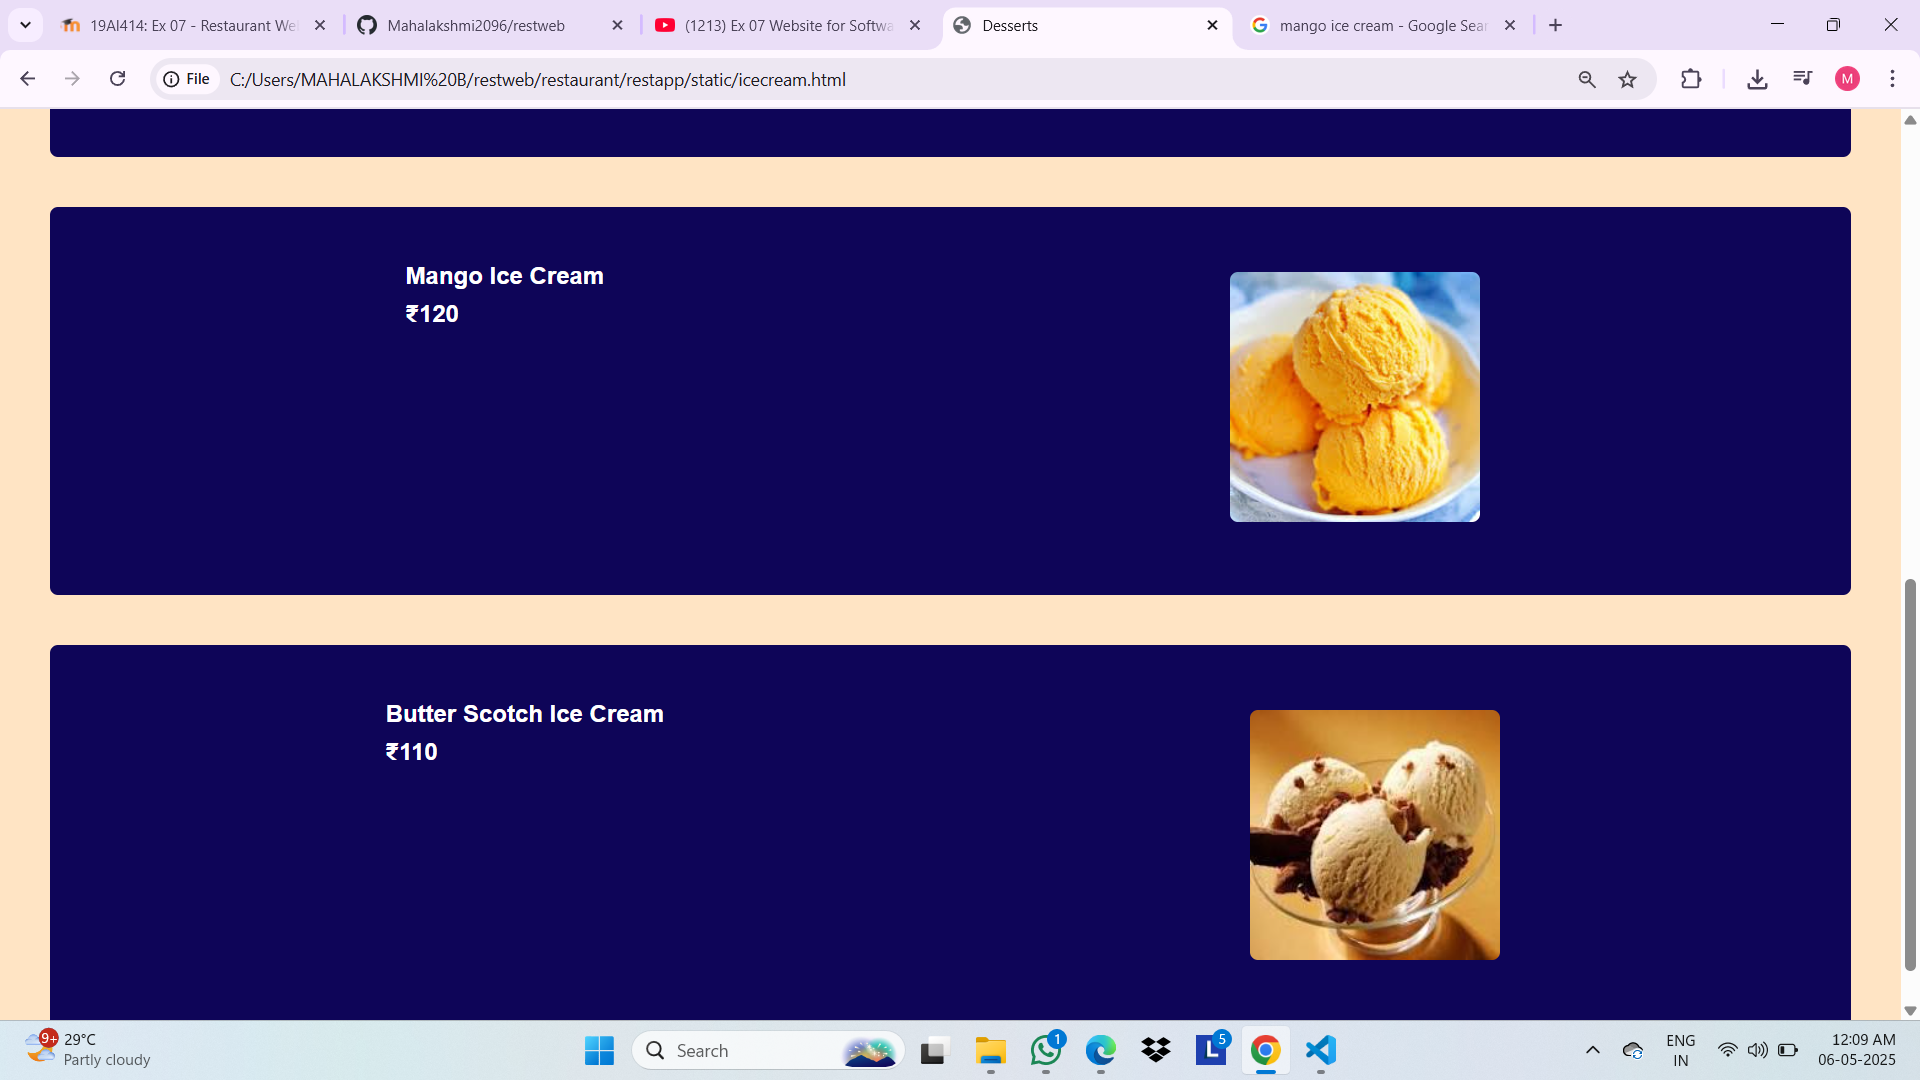 19AI414: Ex 07 - Restaurant We
Mahalakshmi2096/restweb
(1213) Ex 07 Website for Softwa
Desserts
mango ice cream - Google Sear
File
C:/Users/MAHALAKSHMI%20B/restweb/restaurant/restapp/static/icecream.html
M
Mango Ice Cream
₹120
Butter Scotch Ice Cream
₹110
9+
29°C
Partly cloudy
Search
1
L
5
ENG
IN
12:09 AM
06-05-2025